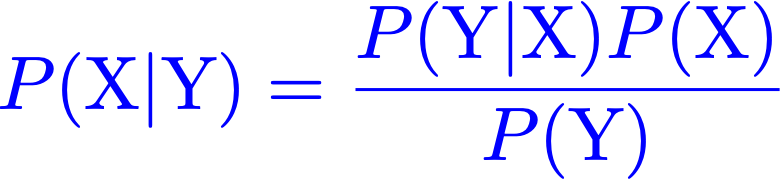 P(X|Y) = P(Y|X)P(X) / P(Y)